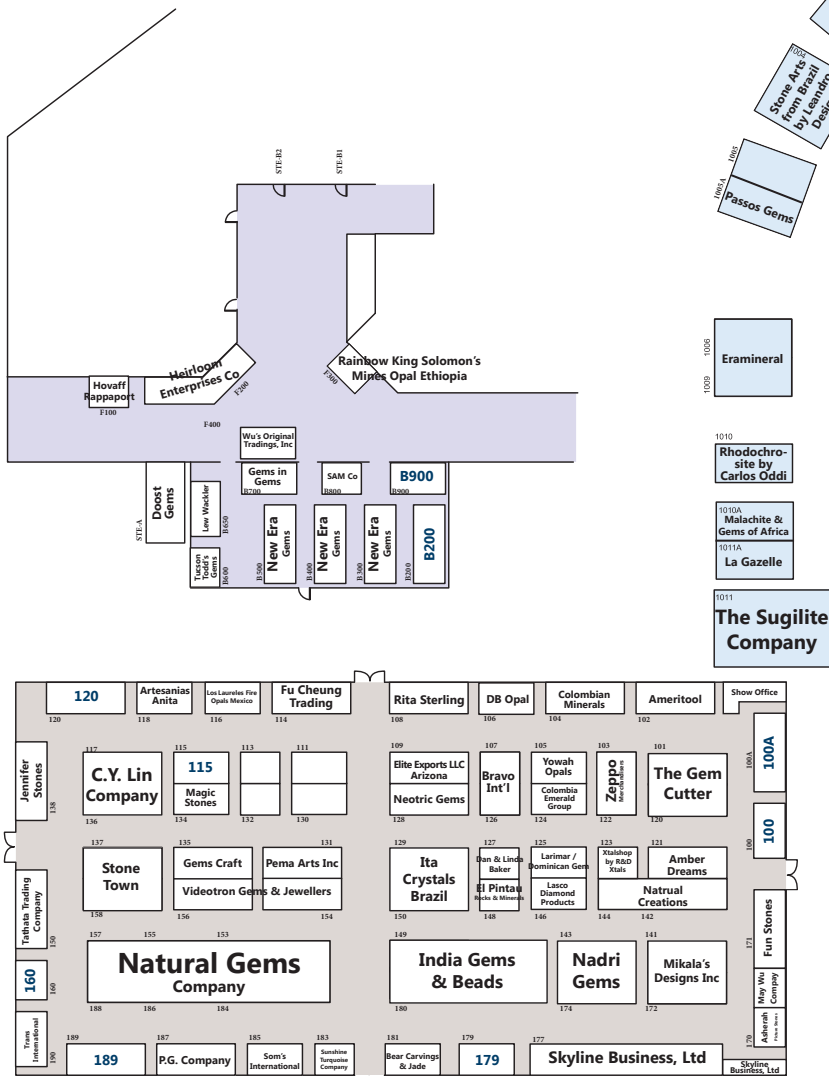 1004
Stone Arts
from Brazil
by Leandro
1005
1005A
Passos Gems
STE-B2
STE-B1
1006
Eramineral
1009
Rainbow King Solomon's
Mines Opal Ethiopia
F300
Heirloom
Enterprises Co
F200
Hovaff
Rappaport
F100
F400
Wu's Original
Tradings, Inc
1010
Rhodochro-
site by
Carlos Oddi
Gems in
Gems
B700
SAM Co
B800
B900
B900
Doost
Gems
STE-A
Lew Wackler
B650
Tucson
Todd's
Gems
B600
New Era
Gems
B500
New Era
Gems
B400
New Era
Gems
B300
B200
B200
1010A
Malachite &
Gems of Africa
1011A
La Gazelle
1011
The Sugilite
Company
120
120
Artesanias
Anita
118
Los Laureles Fire
Opals Mexico
116
Fu Cheung
Trading
114
Rita Sterling
108
DB Opal
106
Colombian
Minerals
104
Ameritool
102
Show Office
100A
100A
Jennifer
Stones
138
117
C.Y. Lin
Company
136
115
115
Magic
Stones
134
113
132
111
130
109
Elite Exports LLC
Arizona
Neotric Gems
128
107
Bravo
Int'l
126
105
Yowah
Opals
Colombia
Emerald
Group
124
103
Zeppo
Merchandisers
122
101
The Gem
Cutter
120
100
100
137
Stone
Town
158
135
Gems Craft
131
Pema Arts Inc
Videotron Gems & Jewellers
156
154
129
Ita
Crystals
Brazil
150
127
Dan & Linda
Baker
El Pintau
Rocks & Minerals
148
125
Larimar /
Dominican Gem
Lasco
Diamond
Products
146
123
Xtalshop
by R&D
Xtals
121
Amber
Dreams
Natrual
Creations
144
142
Tathata Trading
Company
150
160
160
Trans
International
190
157
155
153
Natural Gems
Company
188
186
184
149
India Gems
& Beads
180
143
Nadri
Gems
174
141
Mikala's
Designs Inc
172
Fun Stones
171
May Wu
Compay
Asherah
170
189
189
187
P.G. Company
185
Som's
International
183
Sunshine
Turquoise
Company
181
Bear Carvings
& Jade
179
179
177
Skyline Business, Ltd
Skyline
Business, Ltd